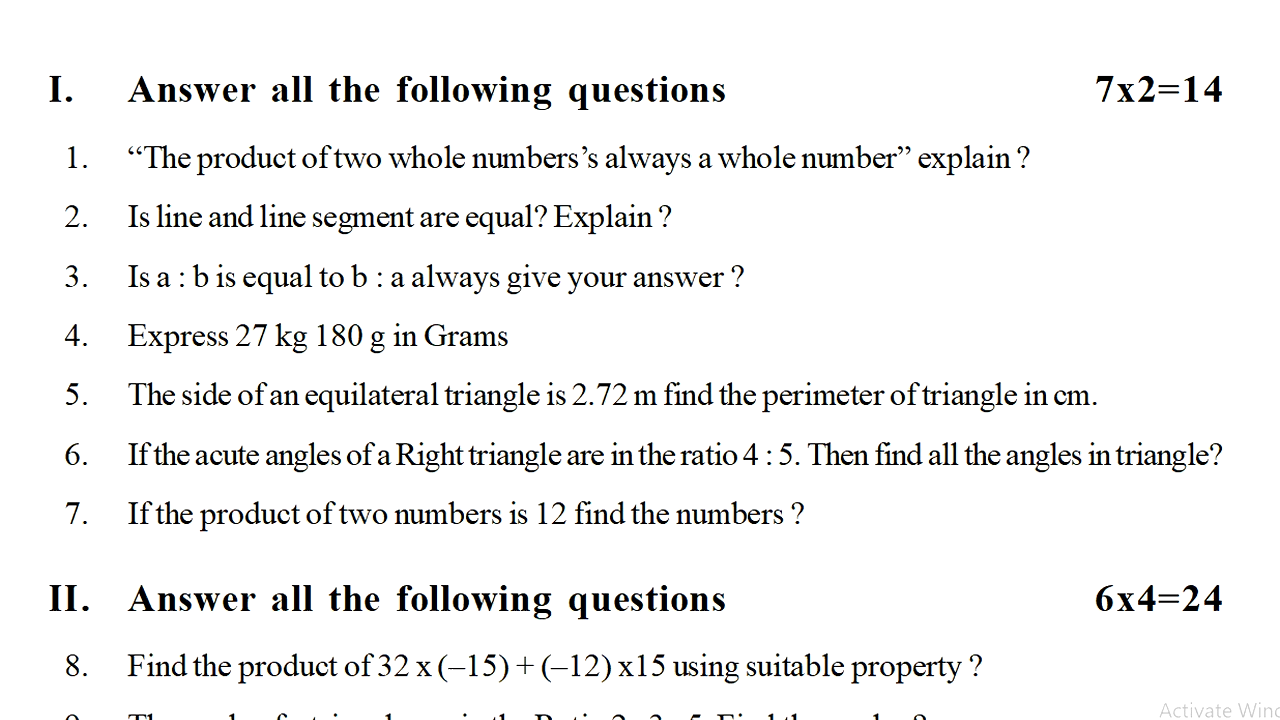 I. Answer all the following questions 7x2=14
1. “The product of two whole numbers’s always a whole number” explain ?
2. Is line and line segment are equal? Explain ?
3. Is a : b is equal to b : a always give your answer ?
4. Express 27 kg 180 g in Grams
5. The side of an equilateral triangle is 2.72 m find the perimeter of triangle in cm.
6. If the acute angles of a Right triangle are in the ratio 4 : 5. Then find all the angles in triangle?
7. If the product of two numbers is 12 find the numbers ?
II. Answer all the following questions 6x4=24
8. Find the product of 32 x (–15) + (–12) x15 using suitable property ?
Activate Win